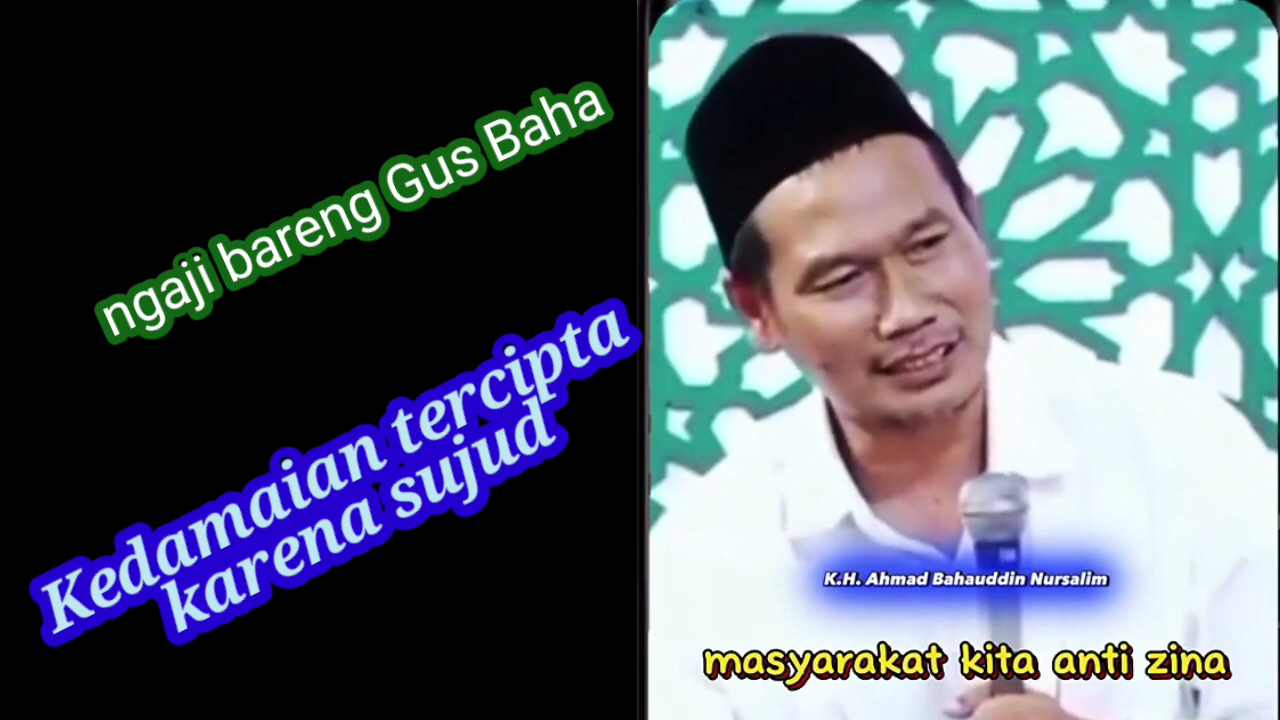 ngaji bareng Gus Baha
Kedamaian tercipta
karena sujud
K.H. Ahmad Bahauddin Nursalim
masyarakat kita anti zina